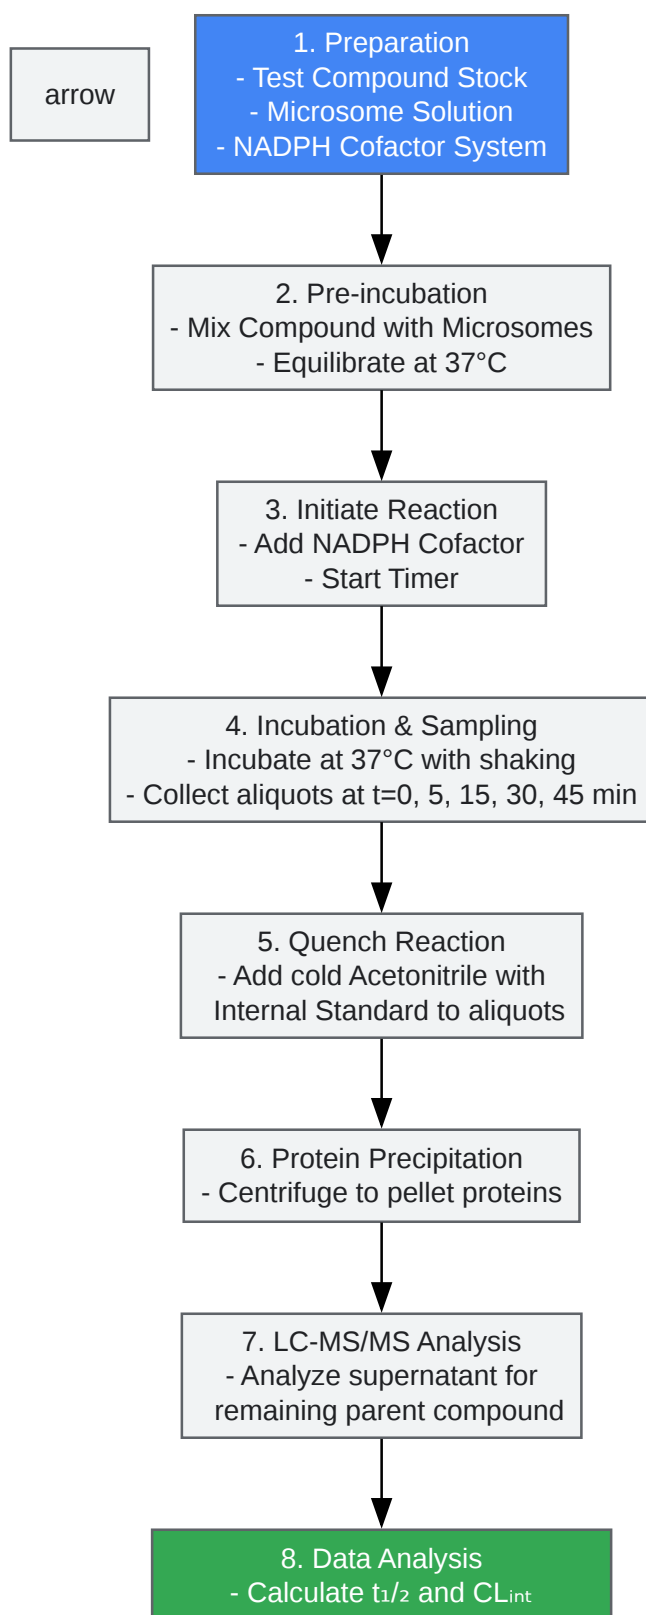 arrow
1. Preparation
- Test Compound Stock
- Microsome Solution
- NADPH Cofactor System
2. Pre-incubation
- Mix Compound with Microsomes
- Equilibrate at 37°C
3. Initiate Reaction
- Add NADPH Cofactor
- Start Timer
4. Incubation & Sampling
- Incubate at 37°C with shaking
- Collect aliquots at t=0, 5, 15, 30, 45 min
5. Quench Reaction
- Add cold Acetonitrile with
Internal Standard to aliquots
6. Protein Precipitation
- Centrifuge to pellet proteins
7. LC-MS/MS Analysis
- Analyze supernatant for
remaining parent compound
8. Data Analysis
- Calculate t₁/₂ and CLᵢₙₜ